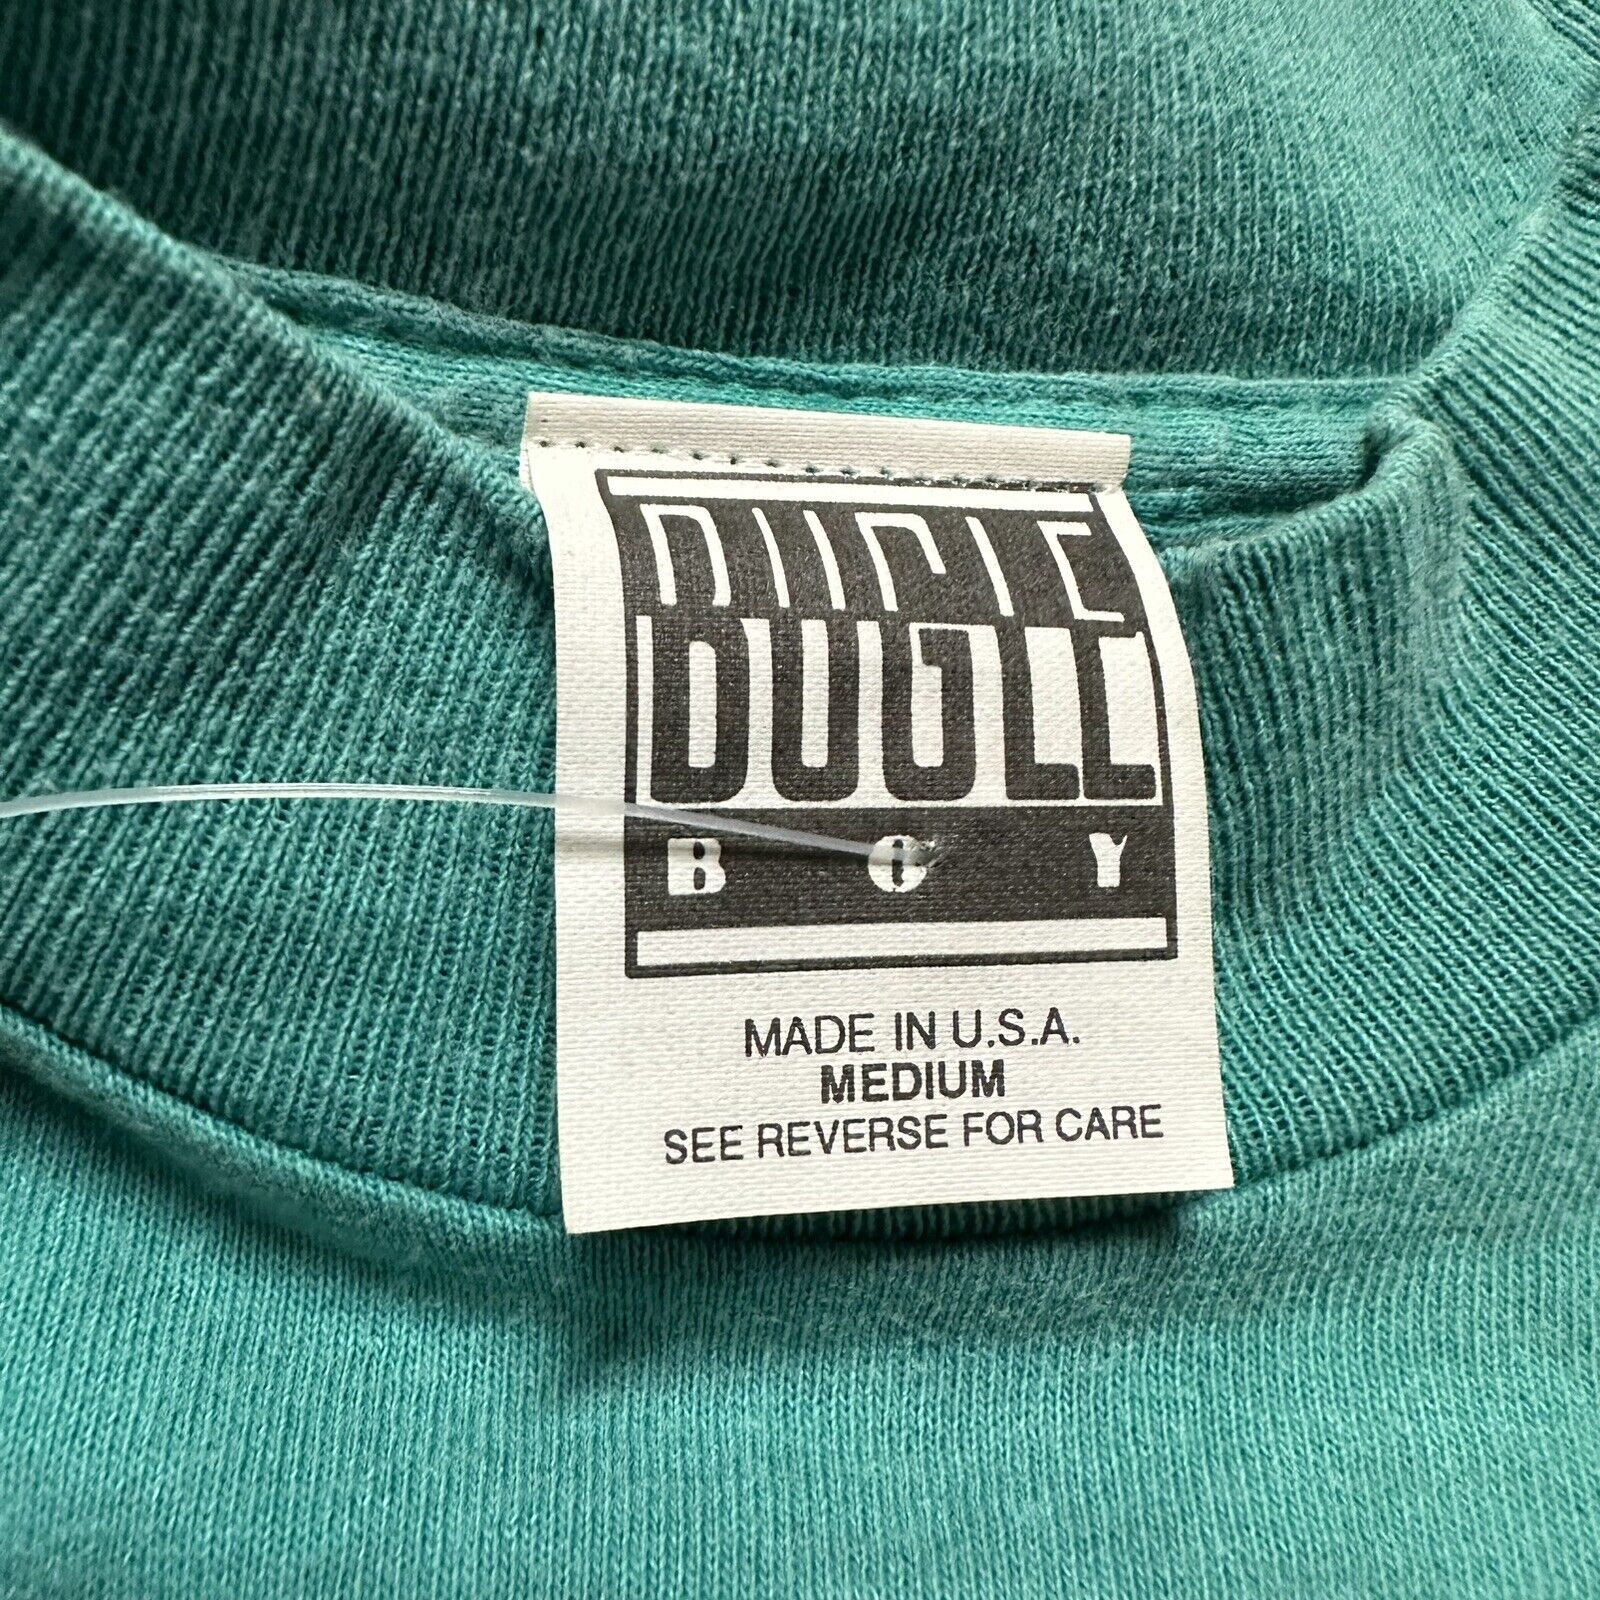 BUGLE
BOY
MADE IN U.S.A.
MEDIUM
SEE REVERSE FOR CARE